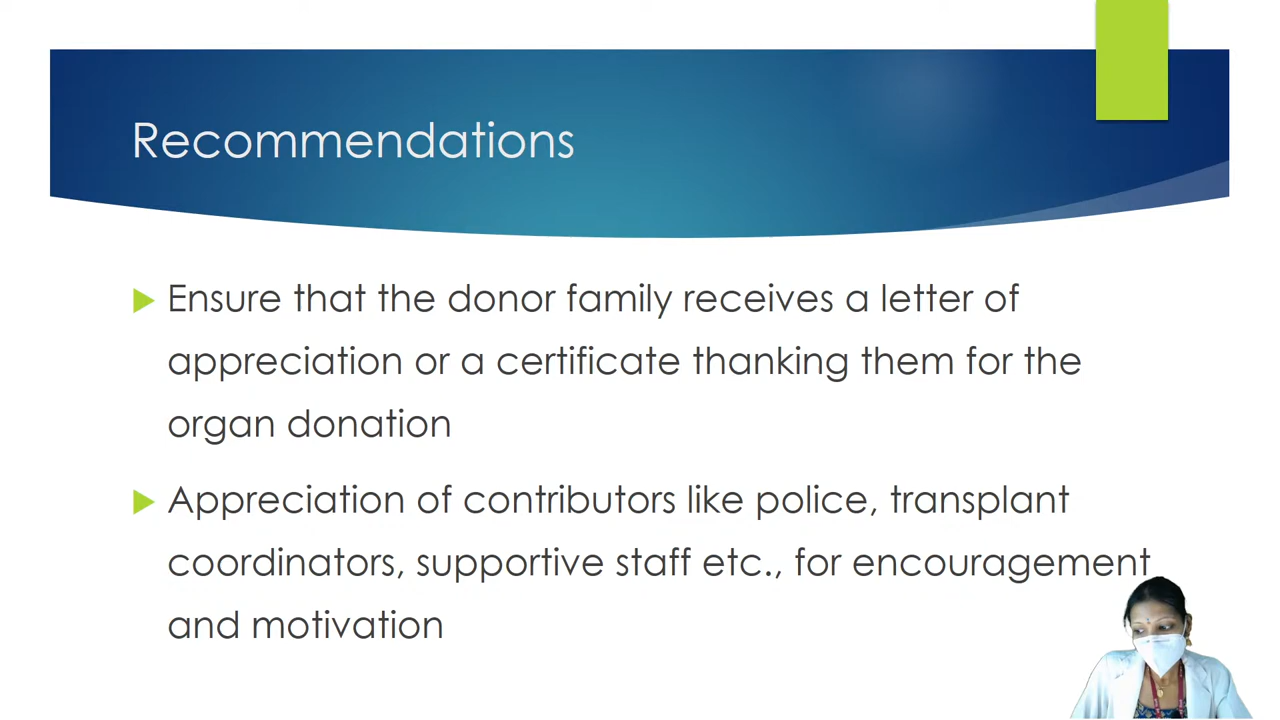 Recommendations
Ensure that the donor family receives a letter of
appreciation or a certificate thanking them for the
organ donation
Appreciation of contributors like police, transplant
coordinators, supportive staff etc., for encouragement
and motivation